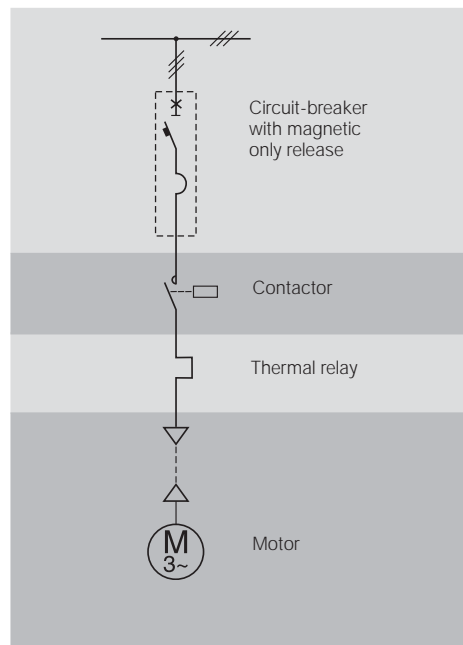 Circuit-breaker
with magnetic
only release
Contactor
Thermal relay
M
3~
Motor